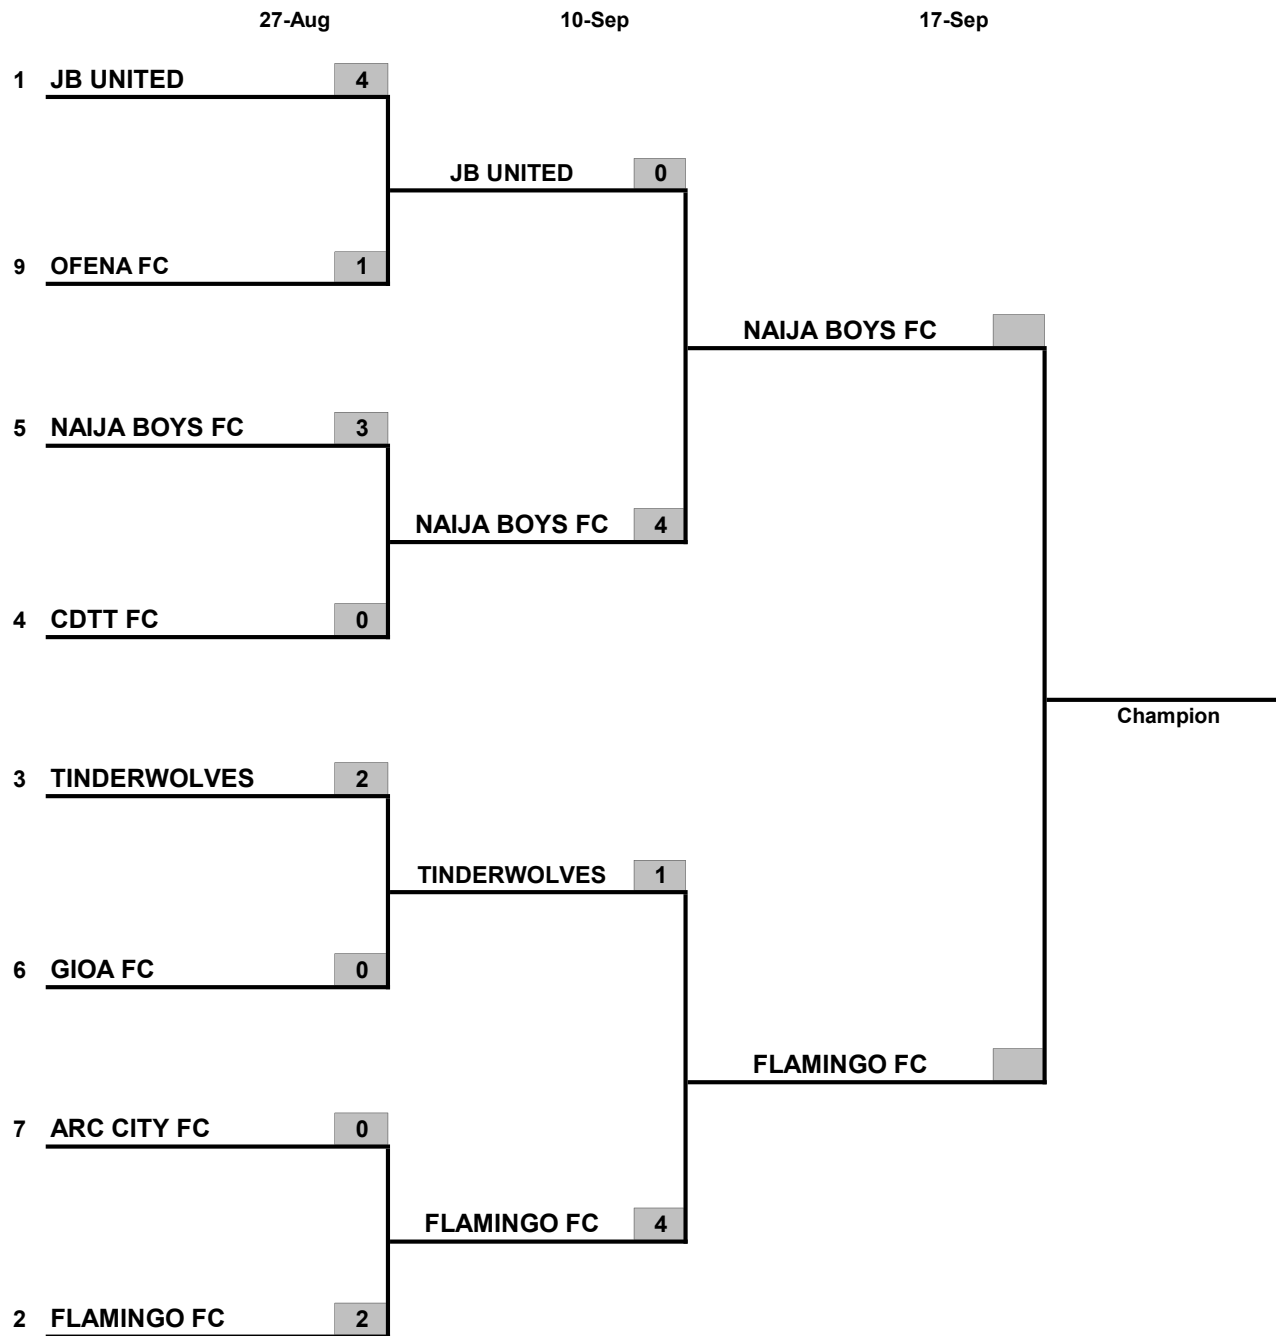 27-Aug 10-Sep 17-Sep
1 JB UNITED 4
JB UNITED 0
9 OFENA FC 1
NAIJA BOYS FC
5 NAIJA BOYS FC 3
NAIJA BOYS FC 4
4 CDTT FC 0
Champion
3 TINDERWOLVES 2
TINDERWOLVES 1
6 GIOA FC 0
FLAMINGO FC
7 ARC CITY FC 0
FLAMINGO FC 4
2 FLAMINGO FC 2